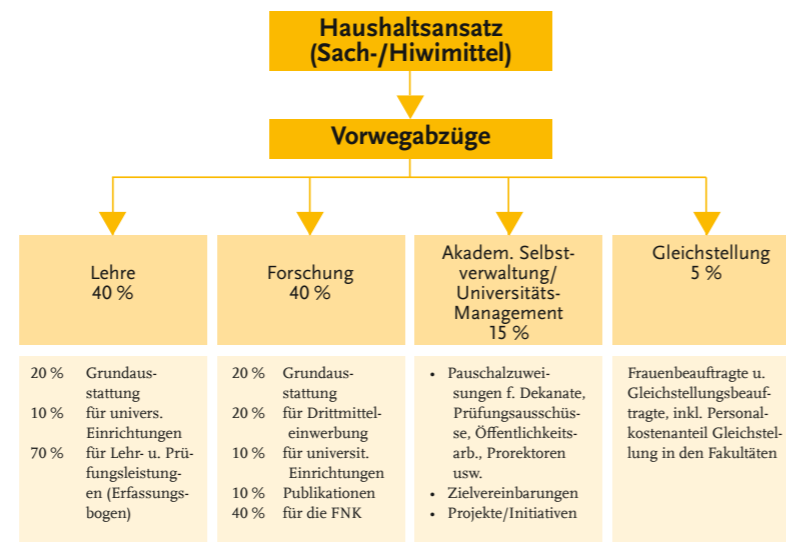 Haushaltsansatz
(Sach-/Hiwimittel)
Vorwegabzüge
Lehre
40 %
Forschung
40 %
Akadem. Selbst-
verwaltung/
Universitäts-
Management
15 %
Gleichstellung
5 %
20 % Grundaus-
stattung
10 % für univers.
Einrichtungen
70 % für Lehr- u. Prü-
fungsleistung-
en (Erfassungs-
bogen)
20 % Grundaus-
stattung
20 % für Drittmittel-
einwerbung
10 % für universit.
Einrichtungen
10 % Publikationen
40 % für die FNK
• Pauschalzuwei-
sungen f. Dekanate,
Prüfungsausschüs-
se, Öffentlichkeits-
arb., Prorektoren
usw.
• Zielvereinbarungen
• Projekte/Initiativen
Frauenbeauftragte u.
Gleichstellungsbeauf-
tragte, inkl. Personal-
kostenanteil Gleichstel-
lung in den Fakultäten